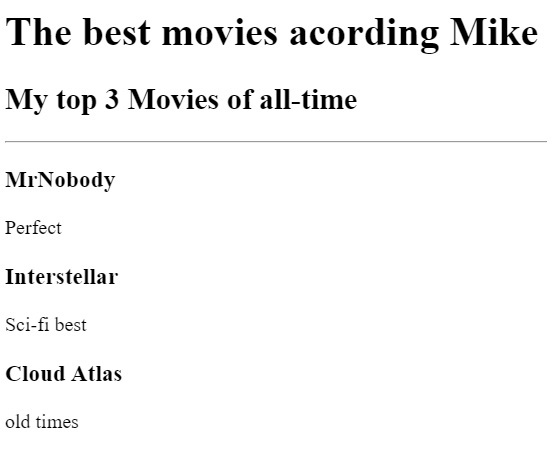 The best movies acording Mike
My top 3 Movies of all-time
MrNobody
Perfect
Interstellar
Sci-fi best
Cloud Atlas
old times